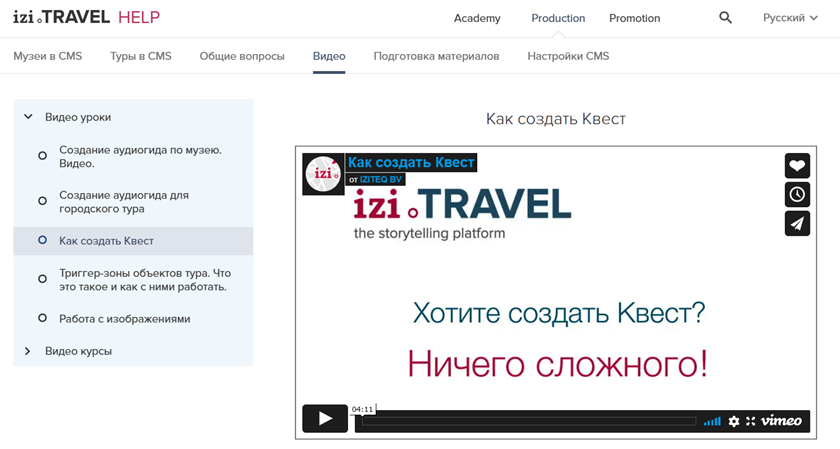 izi.TRAVEL HELP
Academy Production Promotion Русский
Музеи в CMS Туры в CMS Общие вопросы Видео Подготовка материалов Настройки CMS
Видео уроки
Создание аудиогида по музею.
Видео.
Создание аудиогида для
городского тура
Как создать Квест
Триггер-зоны объектов тура. Что
это такое и как с ними работать.
Работа с изображениями
Видео курсы
Как создать Квест
izi
Как создать Квест
от IZITEQ BV
izi.TRAVEL
the storytelling platform
Хотите создать Квест?
Ничего сложного!
04:11
vimeo